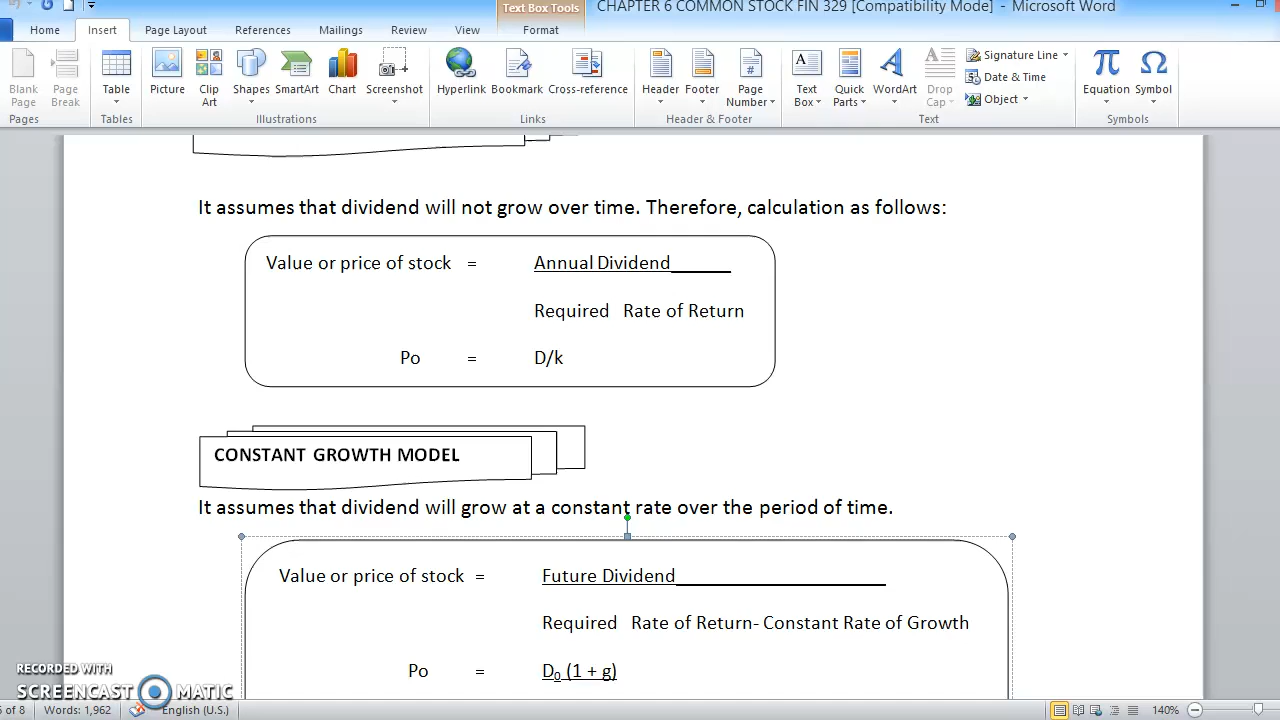 Text Box Tools
CHAPTER 6 COMMON STOCK FIN 329 [Compatibility Mode] - Microsoft Word
Home Insert Page Layout References Mailings Review View Format
Blank Page
Page Break
Table
Picture
Clip Art
Shapes
SmartArt
Chart
Screenshot
Hyperlink
Bookmark
Cross-reference
Header
Footer
Page Number
Text Box
Quick Parts
WordArt
Drop Cap
Signature Line
Date & Time
Object
Equation
Symbol
Pages Tables Illustrations Links Header & Footer Text Symbols
It assumes that dividend will not grow over time. Therefore, calculation as follows:
Value or price of stock = Annual Dividend______
Required Rate of Return
Po = D/k
CONSTANT GROWTH MODEL
It assumes that dividend will grow at a constant rate over the period of time.
Value or price of stock = Future Dividend_____________________
Required Rate of Return- Constant Rate of Growth
Po = D₀ (1 + g)
RECORDED WITH
SCREENCAST MATIC
of 8 Words: 1,962 English (U.S.) 140%